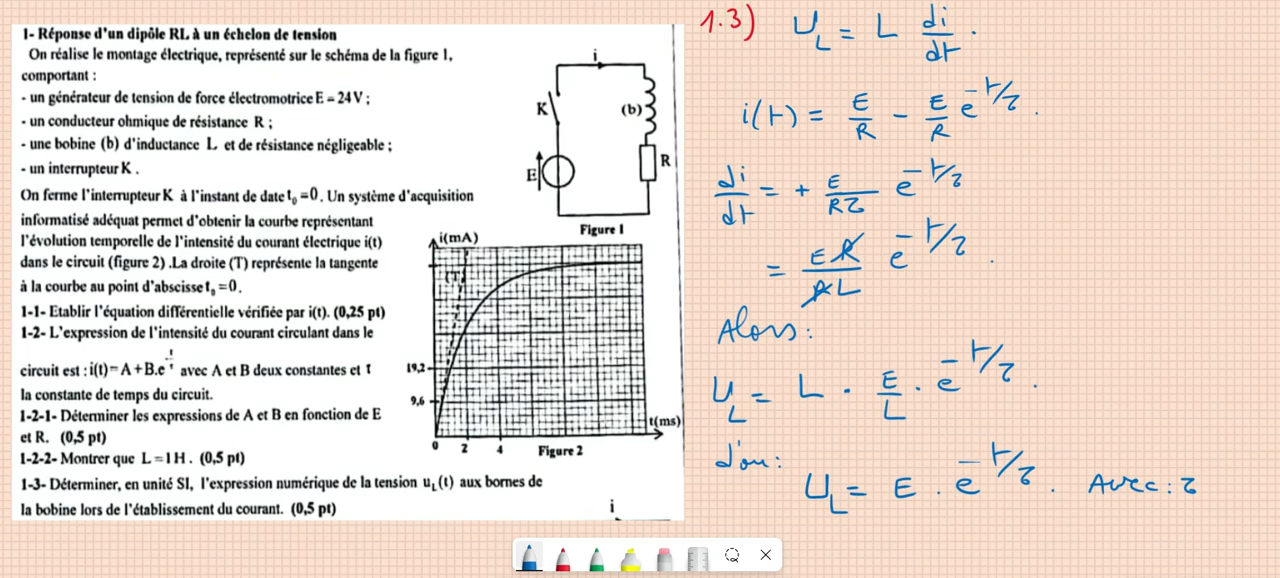 1- Réponse d'un dipôle RL à un échelon de tension
On réalise le montage électrique, représenté sur le schéma de la figure 1,
comportant :
- un générateur de tension de force électromotrice E = 24V ;
- un conducteur ohmique de résistance R ;
- une bobine (b) d'inductance L et de résistance négligeable ;
- un interrupteur K .
On ferme l'interrupteur K à l'instant de date t₀ = 0 . Un système d'acquisition
informatisé adéquat permet d'obtenir la courbe représentant
l'évolution temporelle de l'intensité du courant électrique i(t)
dans le circuit (figure 2) .La droite (T) représente la tangente
à la courbe au point d'abscisse t₀ = 0.
1-1- Etablir l'équation différentielle vérifiée par i(t). (0,25 pt)
1-2- L'expression de l'intensité du courant circulant dans le
circuit est : i(t)= A + B.e^(-t/τ) avec A et B deux constantes et τ
la constante de temps du circuit.
1-2-1- Déterminer les expressions de A et B en fonction de E
et R. (0,5 pt)
1-2-2- Montrer que L = 1 H . (0,5 pt)
1-3- Déterminer, en unité SI, l'expression numérique de la tension u_L(t) aux bornes de
la bobine lors de l'établissement du courant. (0,5 pt)
i
K
(b)
E
R
Figure 1
i(mA)
(T)
19,2
9,6
0 2 4
t(ms)
Figure 2
i
1.3) U_L = L di/dt .
i(t) = E/R - E/R e^(-t/τ) .
di/dt = + E/Rτ e^(-t/τ)
= ER/RL e^(-t/τ) .
Alors :
U_L = L . E/L . e^(-t/τ) .
d'ou :
U_L = E . e^(-t/τ) . Avec : τ